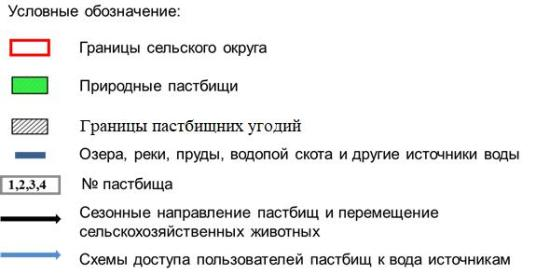 Условные обозначение:
Границы сельского округа
Природные пастбищи
Границы пастбищних угодий
Озера, реки, пруды, водопой скота и другие источники воды
1,2,3,4 № пастбища
Сезонные направление пастбищ и перемещение
сельскохозяйственных животных
Схемы доступа пользователей пастбищ к вода источникам